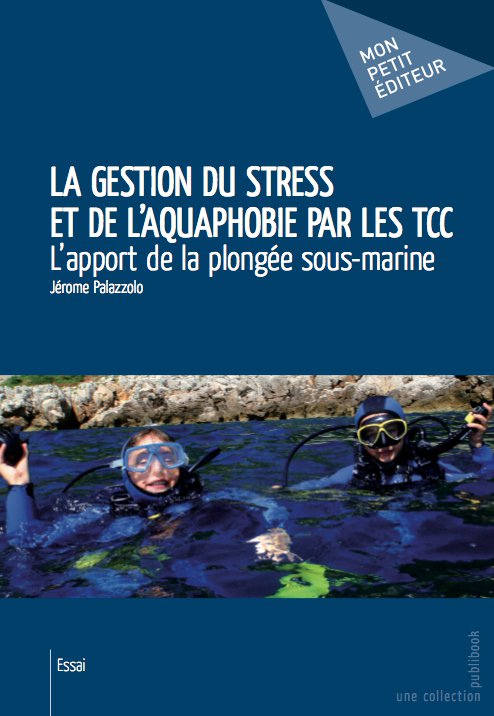 MON
PETIT
ÉDITEUR
LA GESTION DU STRESS
ET DE L'AQUAPHOBIE PAR LES TCC
L'apport de la plongée sous-marine
Jérome Palazzolo
Essai
une collection
publibook